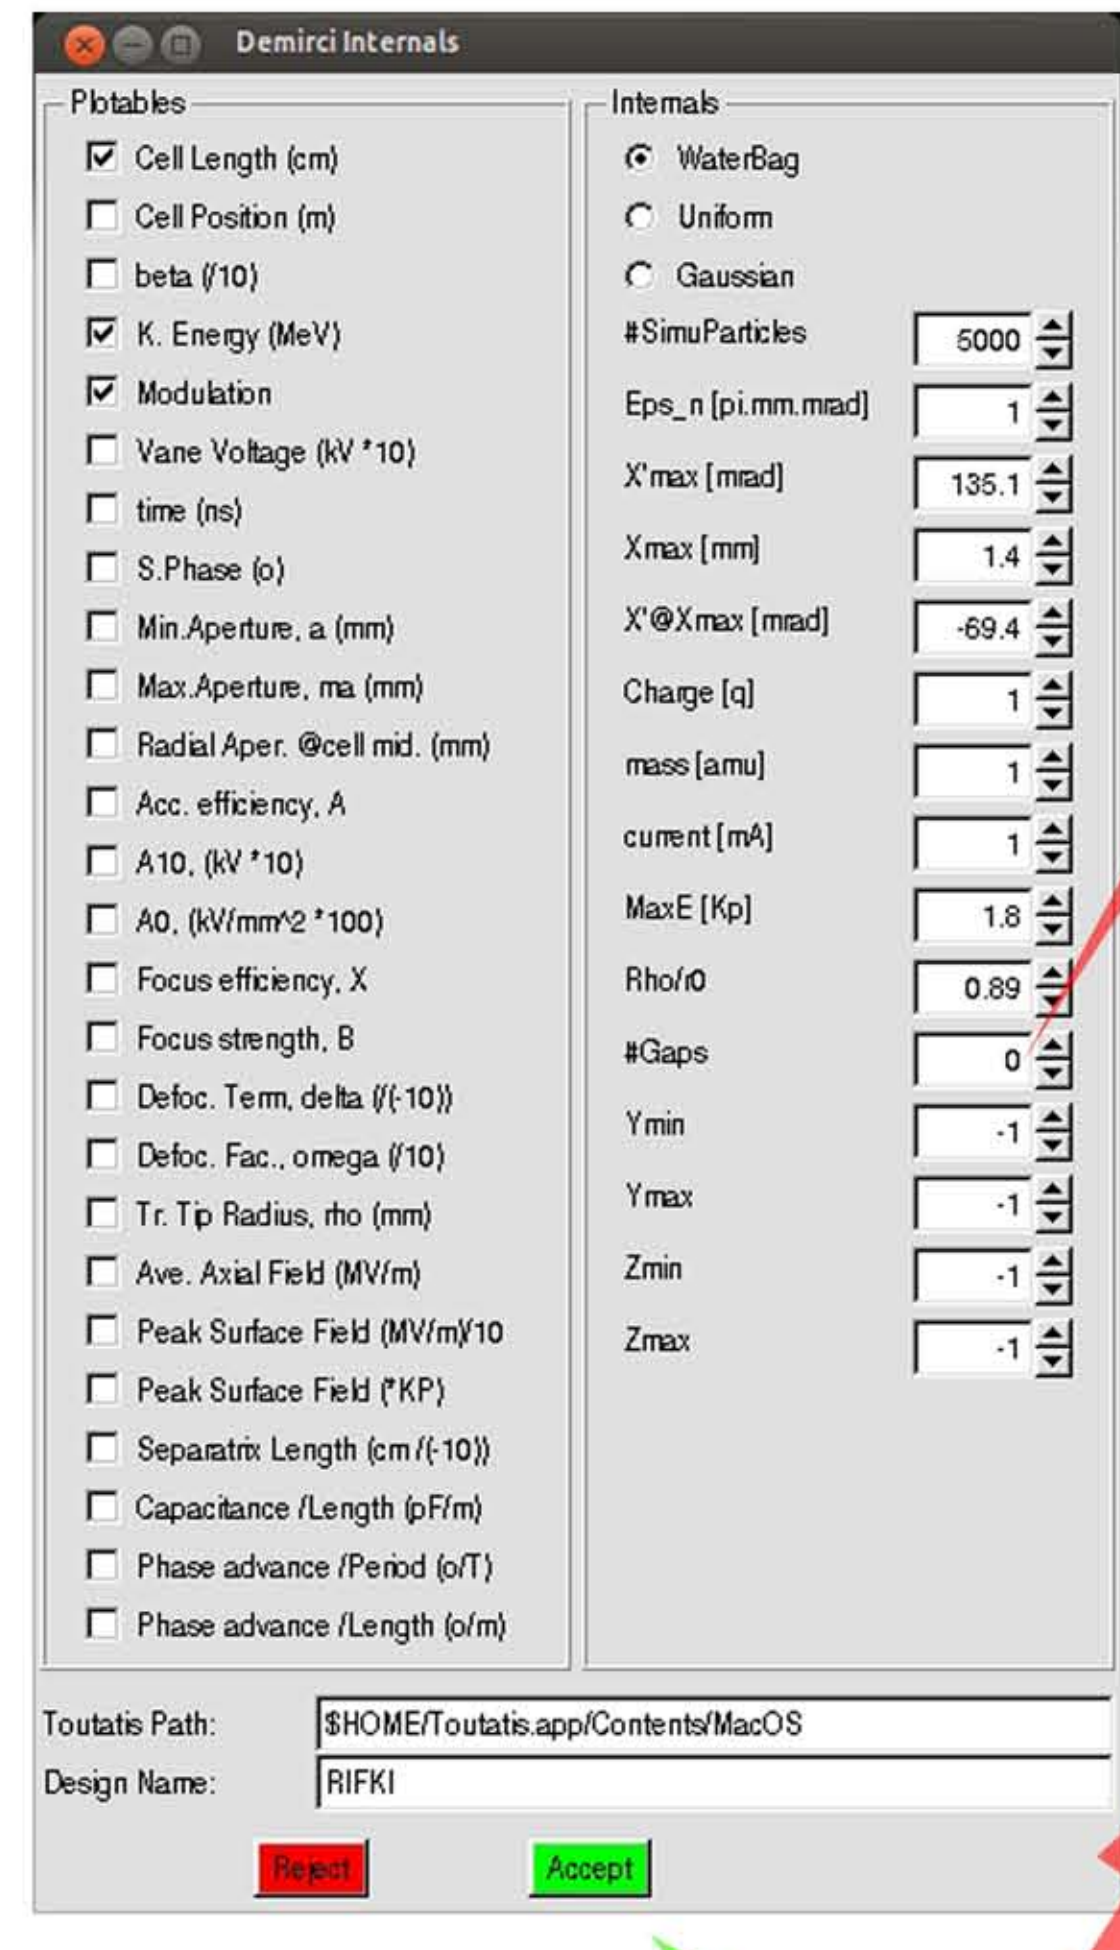 Demirci Internals
Plotables
Cell Length (cm)
Cell Position (m)
beta (/10)
K. Energy (MeV)
Modulation
Vane Voltage (kV *10)
time (ns)
S.Phase (o)
Min.Aperture, a (mm)
Max.Aperture, ma (mm)
Radial Aper. @cell mid. (mm)
Acc. efficiency, A
A10, (kV *10)
A0, (kV/mm^2 *100)
Focus efficiency, X
Focus strength, B
Defoc. Term, delta (/(-10))
Defoc. Fac., omega (/10)
Tr. Tip Radius, rho (mm)
Ave. Axial Field (MV/m)
Peak Surface Field (MV/m)/10
Peak Surface Field (*KP)
Separatrix Length (cm /(-10))
Capacitance /Length (pF/m)
Phase advance /Period (o/T)
Phase advance /Length (o/m)
Internals
WaterBag
Uniform
Gaussian
#SimuParticles 5000
Eps_n [pi.mm.mrad] 1
X'max [mrad] 135.1
Xmax [mm] 1.4
X'@Xmax [mrad] -69.4
Charge [q] 1
mass [amu] 1
current [mA] 1
MaxE [Kp] 1.8
Rho/r0 0.89
#Gaps 0
Ymin -1
Ymax -1
Zmin -1
Zmax -1
Toutatis Path: $HOME/Toutatis.app/Contents/MacOS
Design Name: RIFKI
Reject Accept